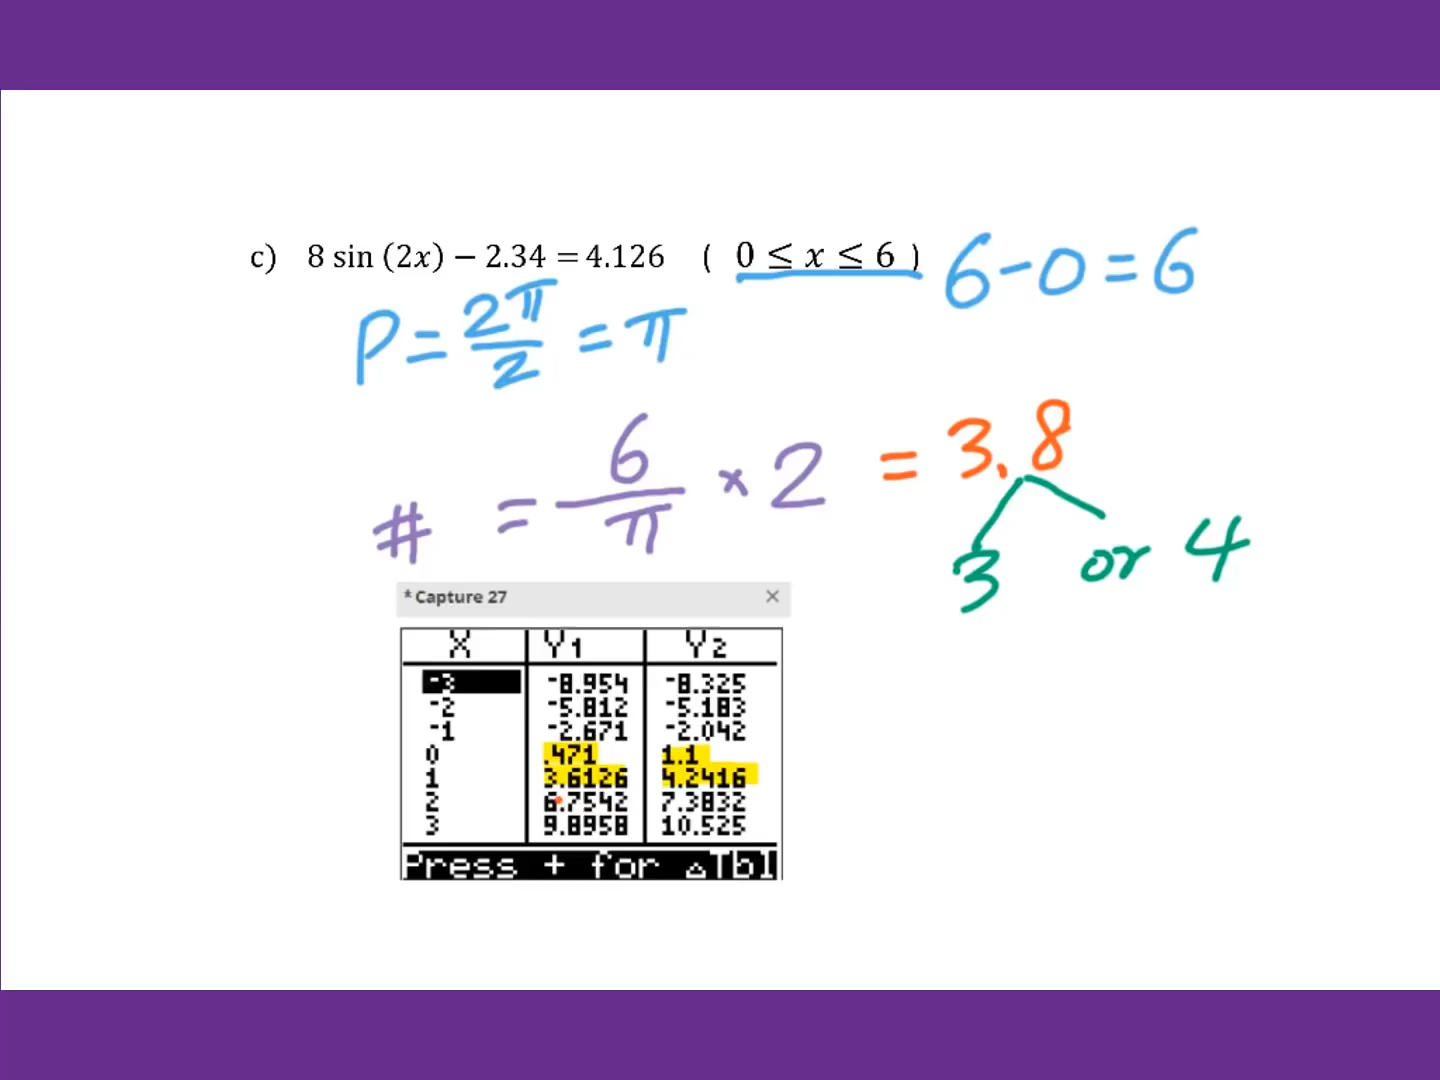 c) 8 sin (2x) − 2.34 = 4.126 ( 0 ≤ x ≤ 6 ) 6-0=6
P = 2π/2 = π
# = 6/π × 2 = 3.8
3 or 4
* Capture 27 ×
X Y1 Y2
-3 -8.954 -8.325
-2 -5.812 -5.183
-1 -2.671 -2.042
0 .471 1.1
1 3.6126 4.2416
2 6.7542 7.3832
3 9.8958 10.525
Press + for △Tbl